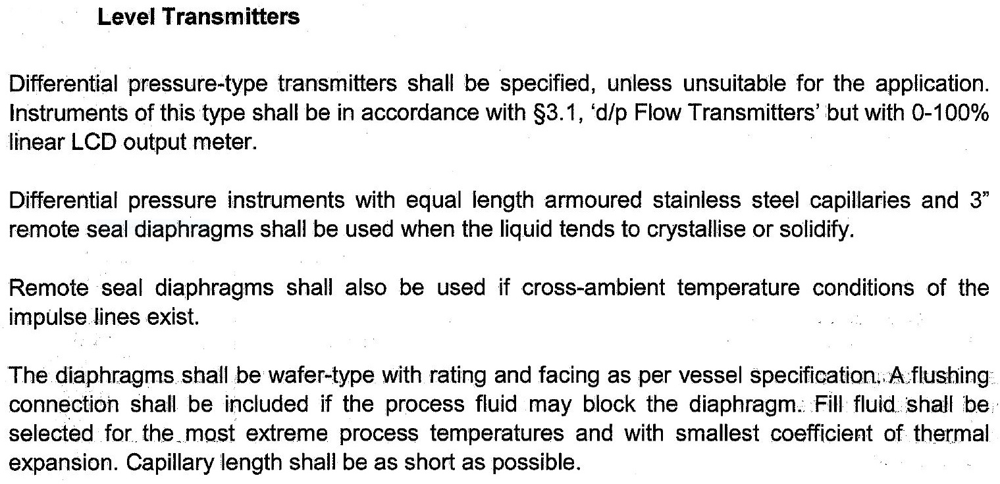 Level Transmitters
Differential pressure-type transmitters shall be specified, unless unsuitable for the application.
Instruments of this type shall be in accordance with §3.1, ‘d/p Flow Transmitters’ but with 0-100%
linear LCD output meter.
Differential pressure instruments with equal length armoured stainless steel capillaries and 3”
remote seal diaphragms shall be used when the liquid tends to crystallise or solidify.
Remote seal diaphragms shall also be used if cross-ambient temperature conditions of the
impulse lines exist.
The diaphragms shall be wafer-type with rating and facing as per vessel specification. A flushing
connection shall be included if the process fluid may block the diaphragm. Fill fluid shall be
selected for the most extreme process temperatures and with smallest coefficient of thermal
expansion. Capillary length shall be as short as possible.